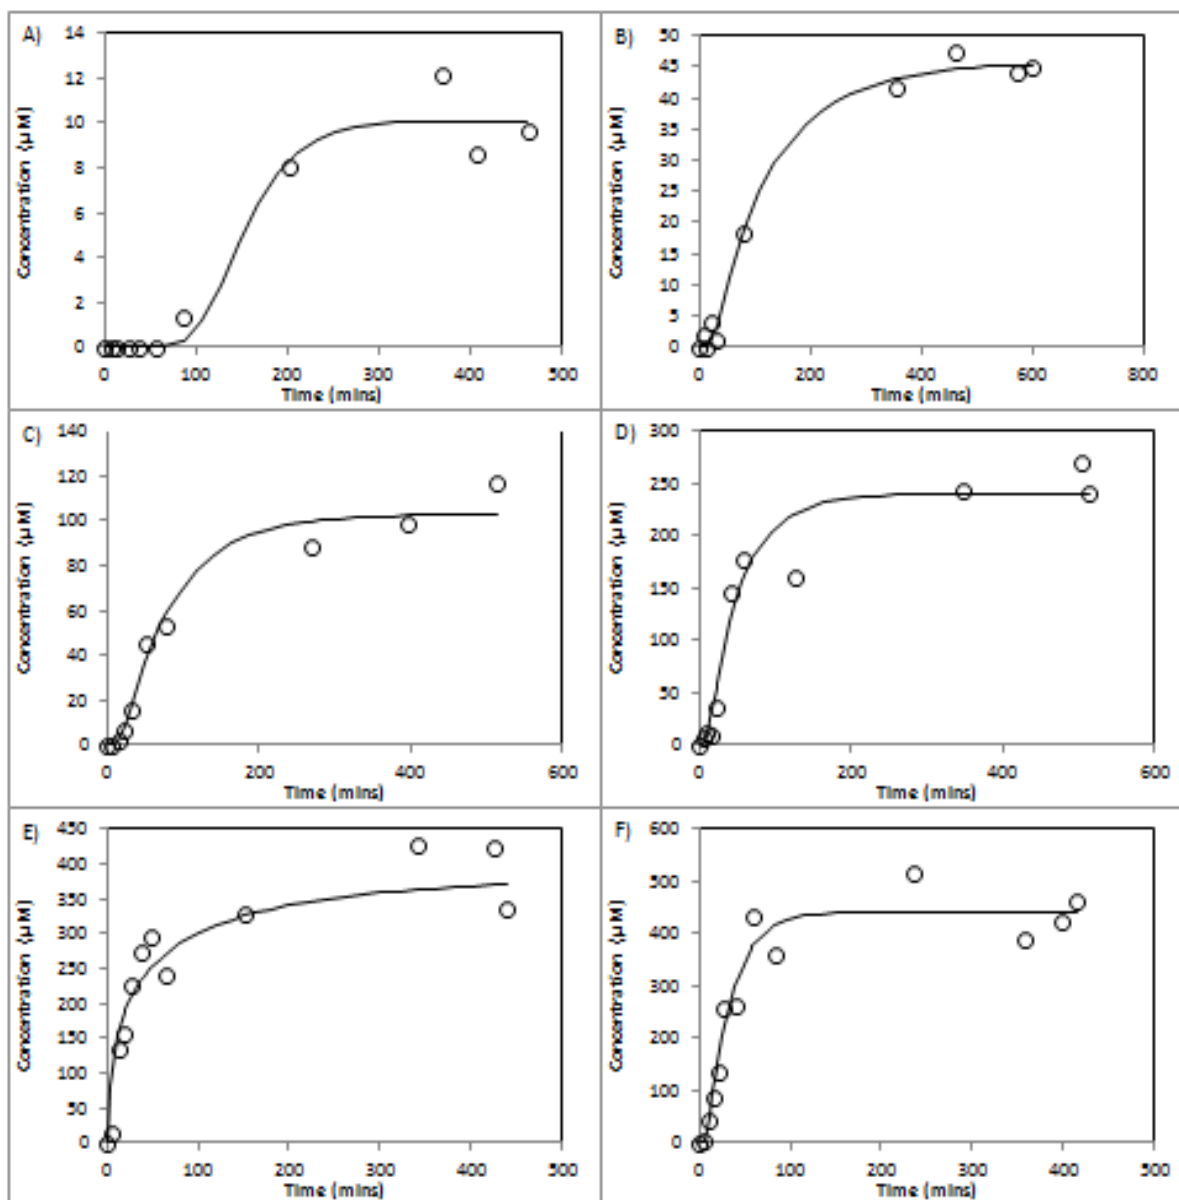 A)
Concentration (µM)
14
12
10
8
6
4
2
0
0 100 200 300 400 500
Time (mins)
B)
Concentration (µM)
50
45
40
35
30
25
20
15
10
5
0
0 200 400 600 800
Time (mins)
C)
Concentration (µM)
140
120
100
80
60
40
20
0
0 200 400 600
Time (mins)
D)
Concentration (µM)
300
250
200
150
100
50
0
0 200 400 600
Time (mins)
E)
Concentration (µM)
450
400
350
300
250
200
150
100
50
0
0 100 200 300 400 500
Time (mins)
F)
Concentration (µM)
600
500
400
300
200
100
0
0 100 200 300 400 500
Time (mins)